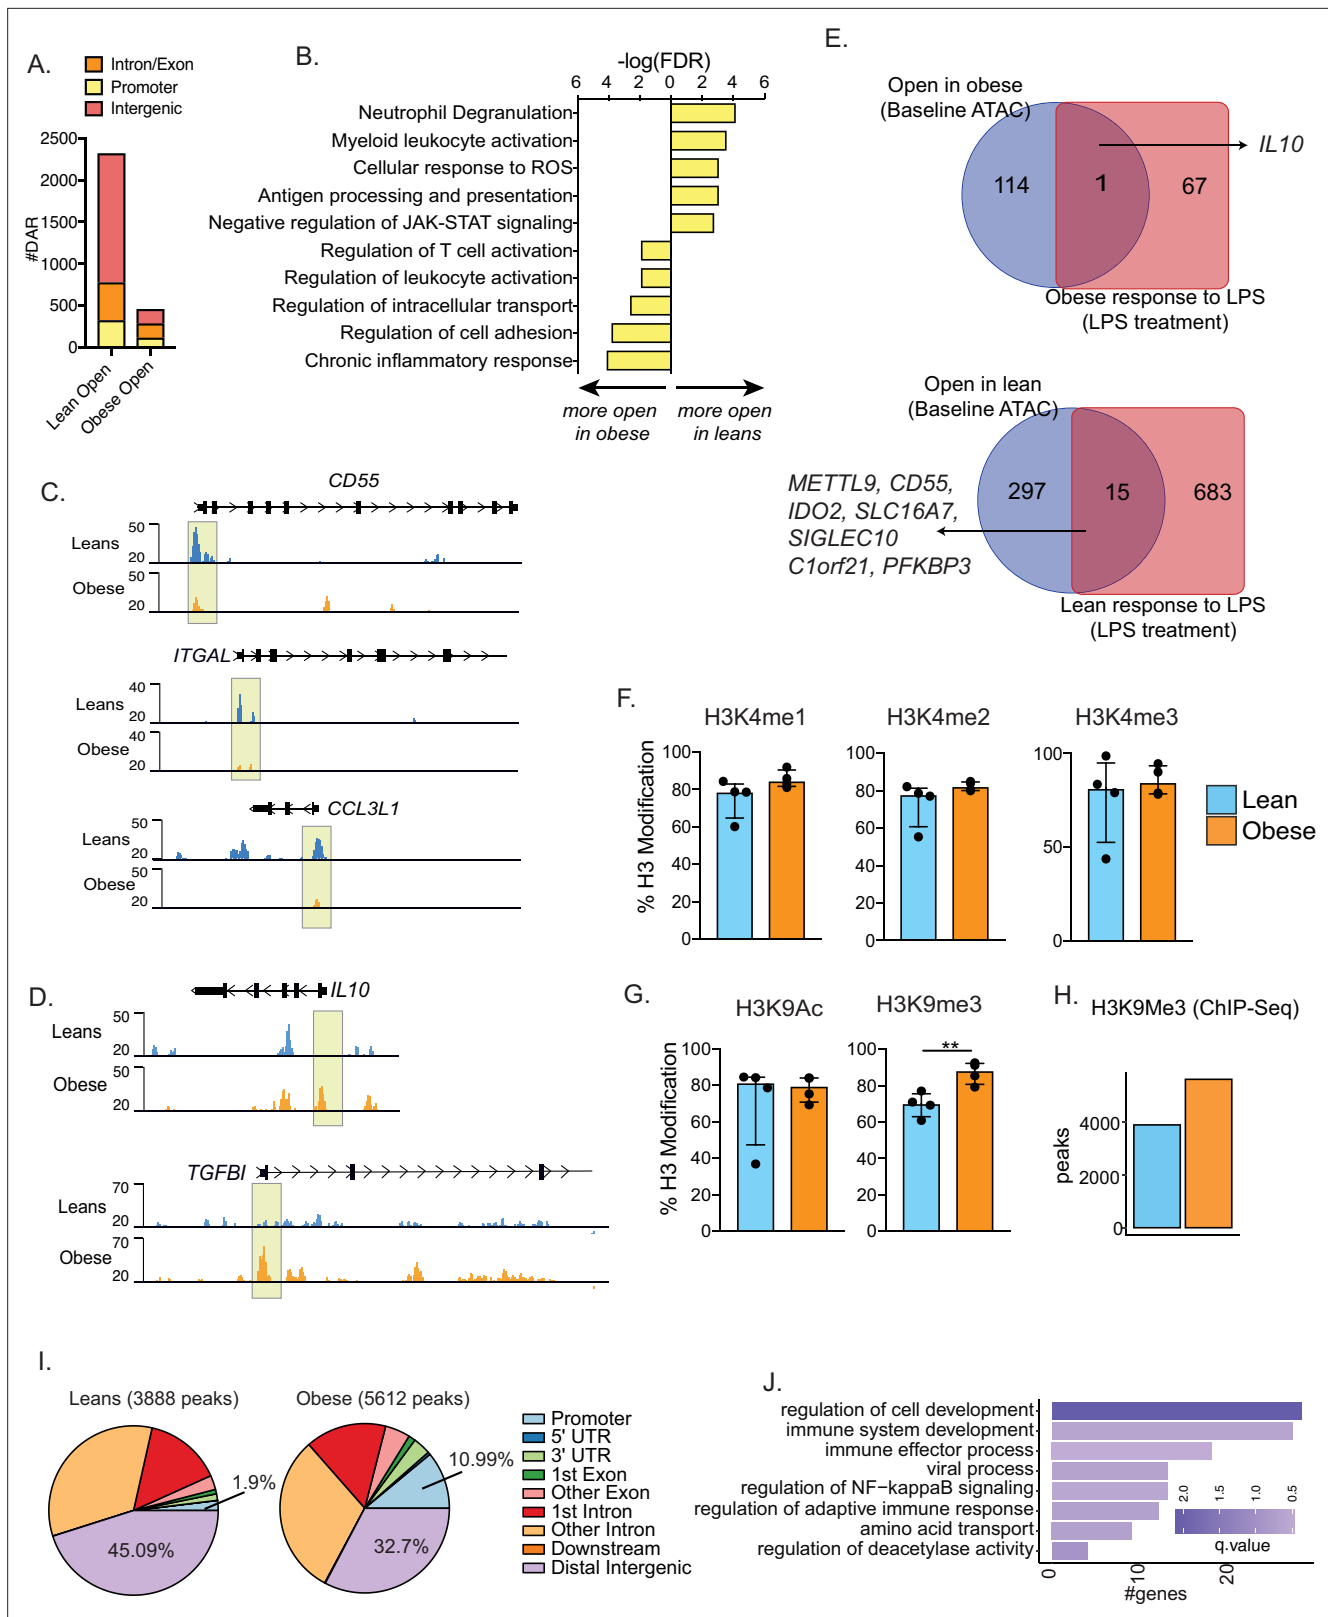 A.
Intron/Exon
Promoter
Intergenic
#DAR
2500
2000
1500
1000
500
0
Lean Open
Obese Open
B.
-log(FDR)
6 4 2 0 2 4 6
Neutrophil Degranulation
Myeloid leukocyte activation
Cellular response to ROS
Antigen processing and presentation
Negative regulation of JAK-STAT signaling
Regulation of T cell activation
Regulation of leukocyte activation
Regulation of intracellular transport
Regulation of cell adhesion
Chronic inflammatory response
more open
in obese
more open
in leans
C.
CD55
Leans
50
20
Obese
50
20
ITGAL
Leans
40
20
Obese
40
20
CCL3L1
Leans
50
20
Obese
50
20
D.
IL10
Leans
50
20
Obese
50
20
TGFBI
Leans
70
20
Obese
70
20
E.
Open in obese
(Baseline ATAC)
114
1
67
IL10
Obese response to LPS
(LPS treatment)
Open in lean
(Baseline ATAC)
297
15
683
METTL9, CD55,
IDO2, SLC16A7,
SIGLEC10
C1orf21, PFKBP3
Lean response to LPS
(LPS treatment)
F.
% H3 Modification
H3K4me1
100
80
60
40
20
0
H3K4me2
100
80
60
40
20
0
H3K4me3
100
50
0
Lean
Obese
G.
% H3 Modification
H3K9Ac
100
80
60
40
20
0
H3K9me3
**
100
80
60
40
20
0
H.
H3K9Me3 (ChIP-Seq)
peaks
4000
2000
0
I.
Leans (3888 peaks)
1.9%
45.09%
Obese (5612 peaks)
10.99%
32.7%
Promoter
5' UTR
3' UTR
1st Exon
Other Exon
1st Intron
Other Intron
Downstream
Distal Intergenic
J.
regulation of cell development
immune system development
immune effector process
viral process
regulation of NF−kappaB signaling
regulation of adaptive immune response
amino acid transport
regulation of deacetylase activity
0
10
20
#genes
2.0
1.5
1.0
0.5
q.value